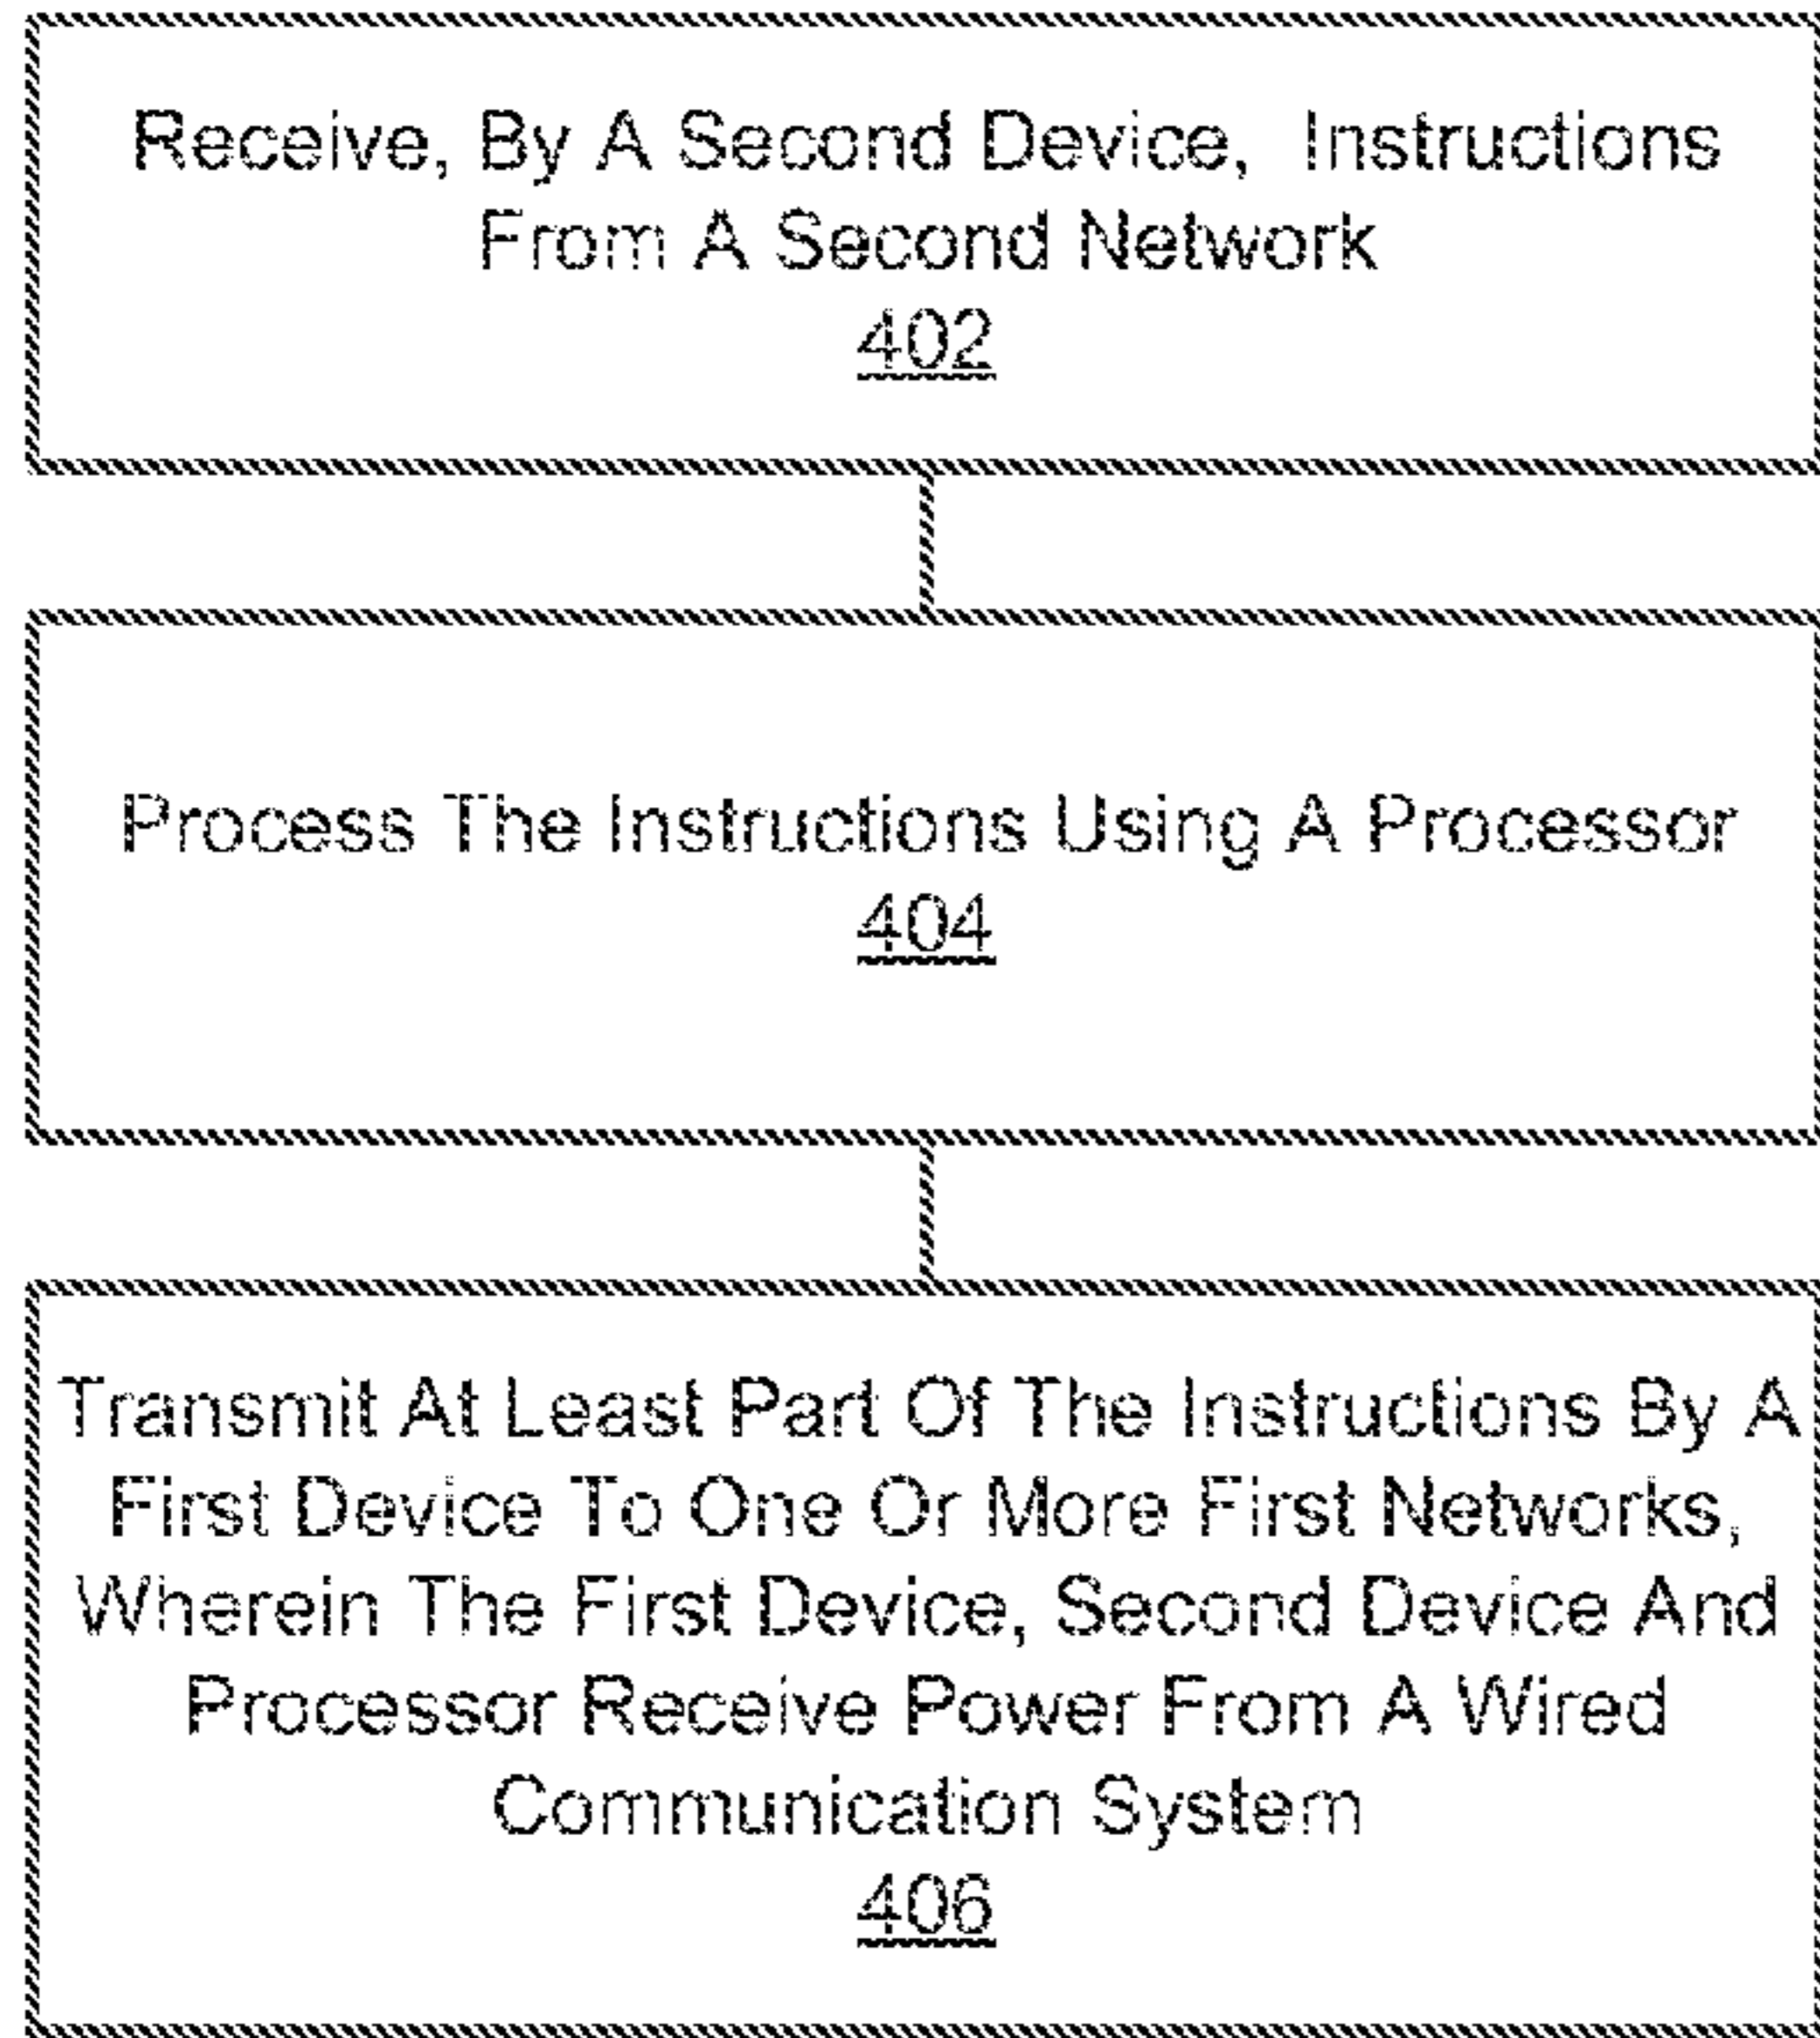 Receive, By A Second Device, Instructions
From A Second Network
402
Process The Instructions Using A Processor
404
Transmit At Least Part Of The Instructions By A
First Device To One Or More First Networks,
Wherein The First Device, Second Device And
Processor Receive Power From A Wired
Communication System
406